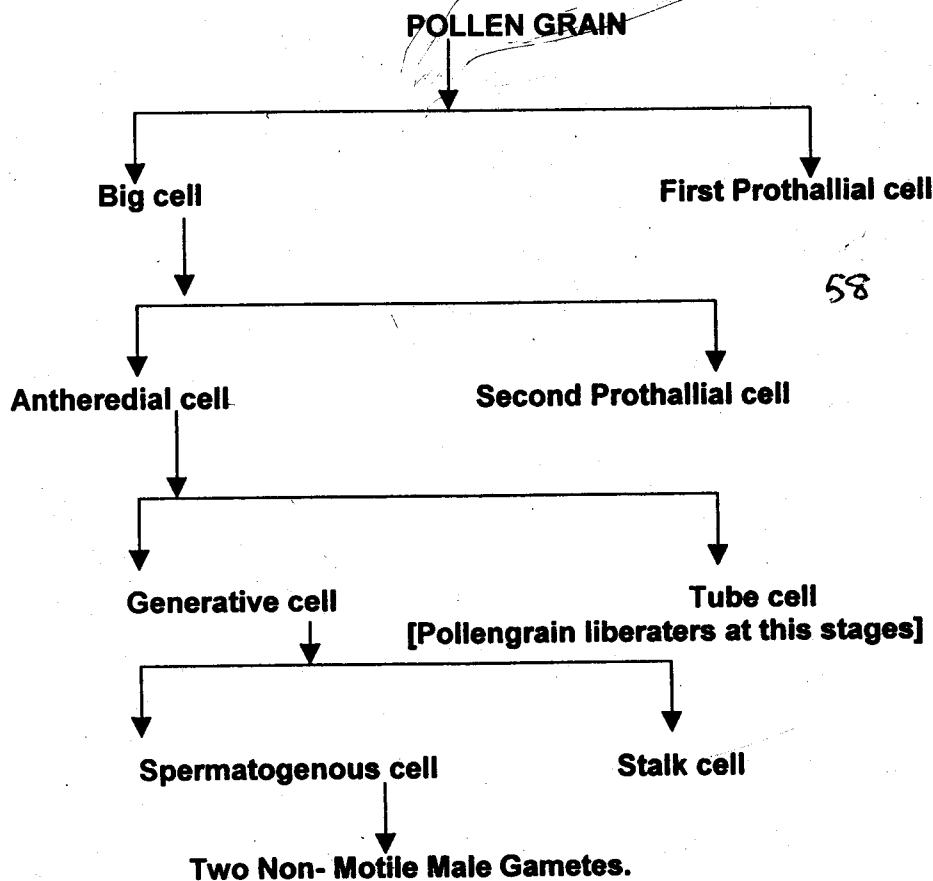 POLLEN GRAIN
Big cell
First Prothallial cell
58
Antheredial cell
Second Prothallial cell
Generative cell
Tube cell
[Pollengrain liberaters at this stages]
Spermatogenous cell
Stalk cell
Two Non- Motile Male Gametes.